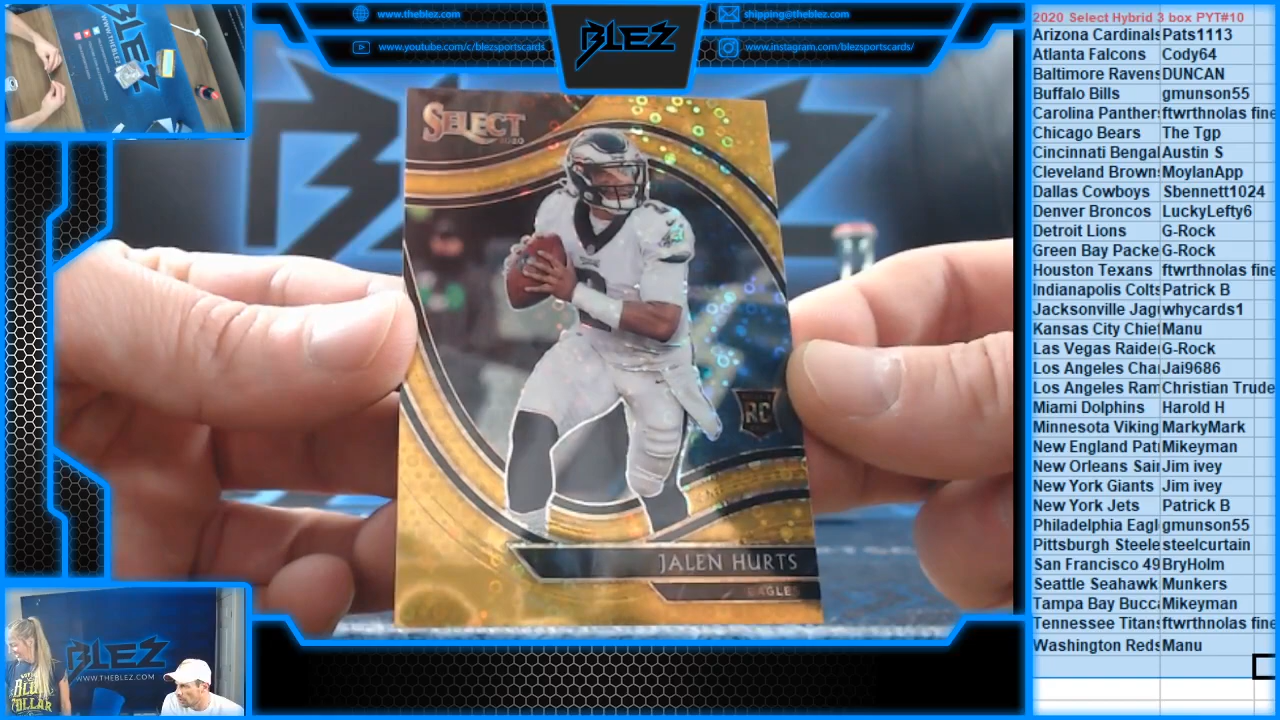 www.theblez.com
shipping@theblez.com
www.youtube.com/c/blezsportscards
www.instagram.com/blezsportscards/
BLEZ
SELECT
2020
RC
JALEN HURTS
EAGLES
BLEZ
WWW.THEBLEZ.COM
BLUE
COLLAR
2020 Select Hybrid 3 box PYT#10
Arizona Cardinals Pats1113
Atlanta Falcons Cody64
Baltimore Ravens DUNCAN
Buffalo Bills gmunson55
Carolina Panther ftwrthnolas fine
Chicago Bears The Tgp
Cincinnati Bengal Austin S
Cleveland Browns MoylanApp
Dallas Cowboys Sbennett1024
Denver Broncos LuckyLefty6
Detroit Lions G-Rock
Green Bay Packe G-Rock
Houston Texans ftwrthnolas fine
Indianapolis Colts Patrick B
Jacksonville Jagu whycards1
Kansas City Chief Manu
Las Vegas Raide G-Rock
Los Angeles Cha Jai9686
Los Angeles Ram Christian Trude
Miami Dolphins Harold H
Minnesota Viking MarkyMark
New England Pat Mikeyman
New Orleans Sai Jim ivey
New York Giants Jim ivey
New York Jets Patrick B
Philadelphia Eagl gmunson55
Pittsburgh Steele steelcurtain
San Francisco 49 BryHolm
Seattle Seahawk Munkers
Tampa Bay Bucca Mikeyman
Tennessee Titans ftwrthnolas fine
Washington Reds Manu